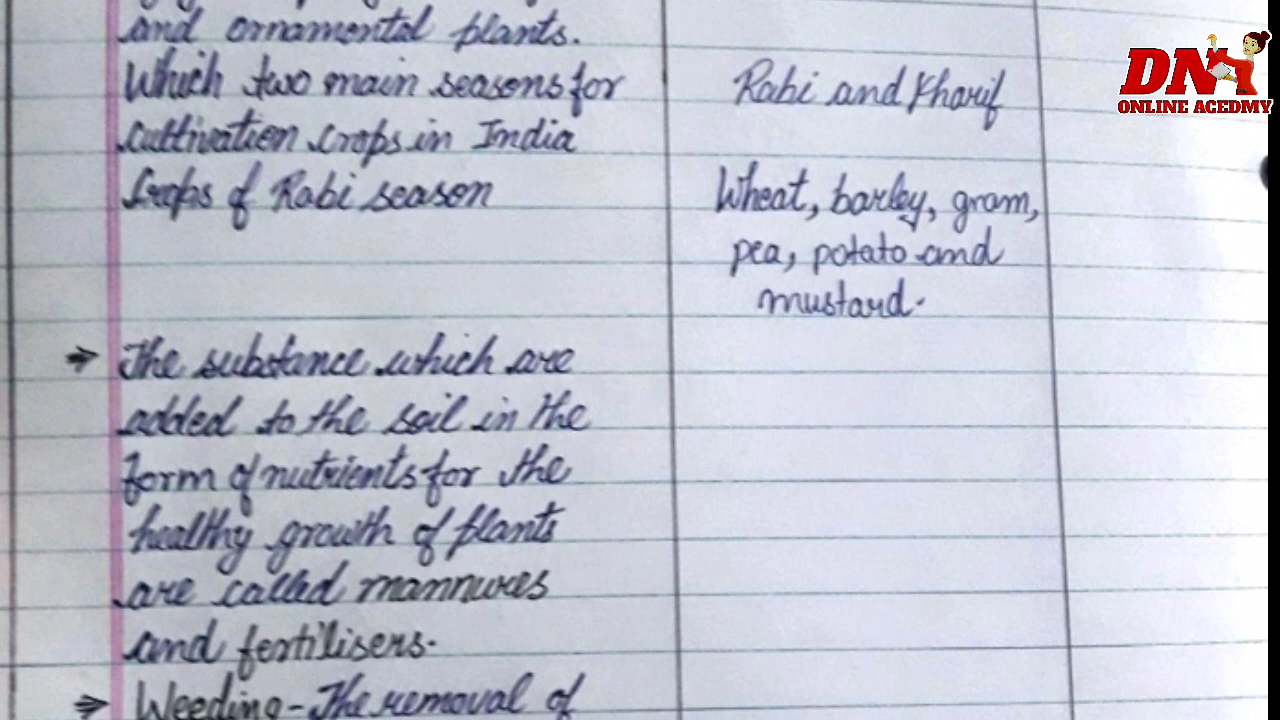 and ornamental plants.
Which two main seasons for
cultivation crops in India
Crops of Rabi season
Rabi and Kharif
Wheat, barley, gram,
pea, potato and
mustard.
→ The substance which are
added to the soil in the
form of nutrients for the
healthy growth of plants
are called mannures
and fertilisers.
→ Weeding - The removal of
DN
ONLINE ACEDMY